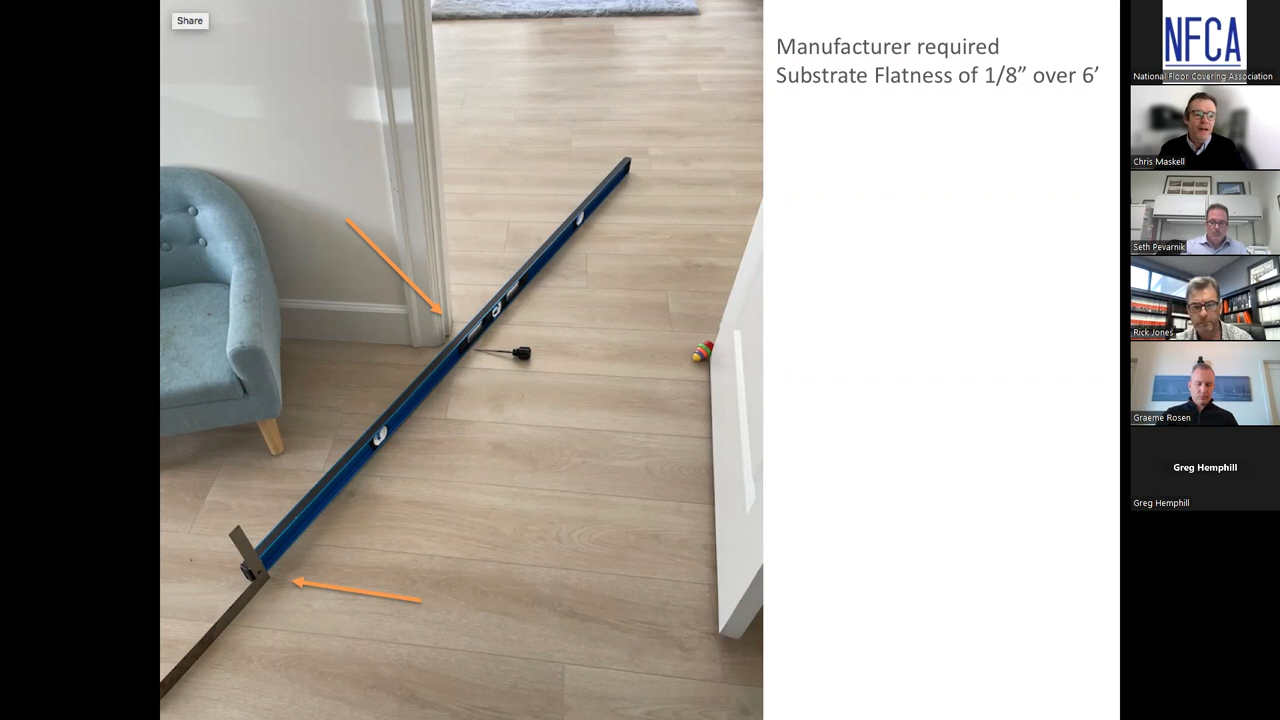 Share
Manufacturer required
Substrate Flatness of 1/8” over 6’
NFCA
National Floor Covering Association
Chris Maskell
Seth Pevarnik
Rick Jones
Graeme Rosen
Greg Hemphill
Greg Hemphill